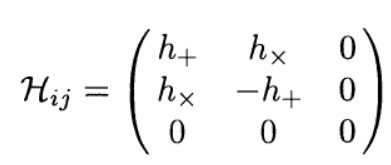 h₊ h× 0
ℋᵢⱼ = ( h× −h₊ 0 )
0 0 0